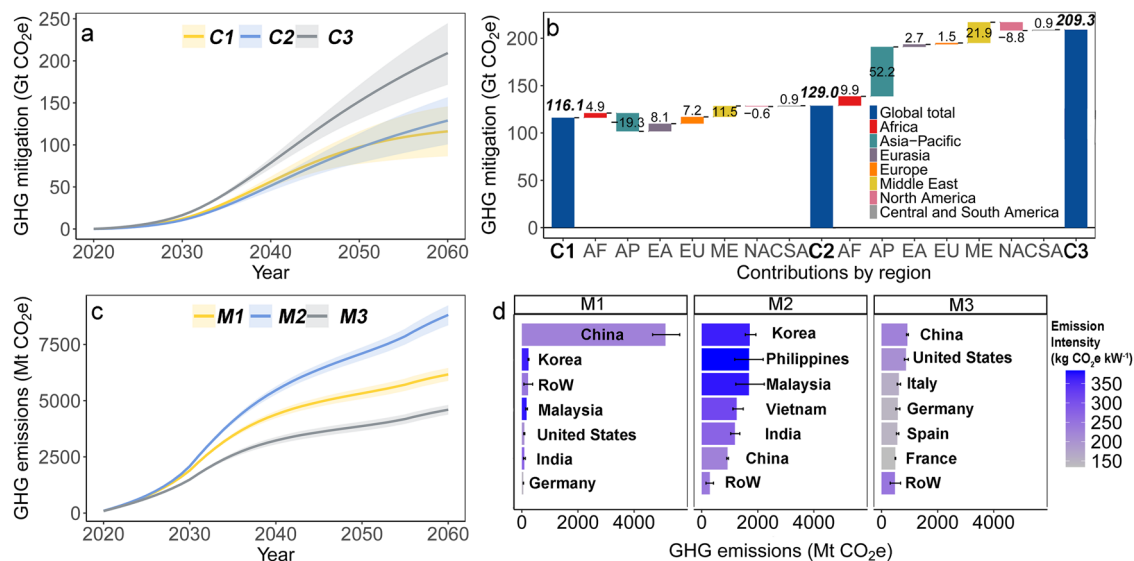 a
GHG mitigation (Gt CO₂e)
250
200
150
100
50
0
C1 C2 C3
2020 2030 2040 2050 2060
Year
b
GHG mitigation (Gt CO₂e)
200
150
100
50
0
116.1 4.9 −19.3 8.1 7.2 11.5 −0.6 0.9 129.0 9.9 52.2 2.7 1.5 21.9 −8.8 0.9 209.3
Global total
Africa
Asia−Pacific
Eurasia
Europe
Middle East
North America
Central and South America
C1 AF AP EA EU ME NA CSA C2 AF AP EA EU ME NA CSA C3
Contributions by region
c
GHG emissions (Mt CO₂e)
7500
5000
2500
0
M1 M2 M3
2020 2030 2040 2050 2060
Year
d
M1
China
Korea
RoW
Malaysia
United States
India
Germany
0 2000 4000
M2
Korea
Philippines
Malaysia
Vietnam
India
China
RoW
0 2000 4000
M3
China
United States
Italy
Germany
Spain
France
RoW
0 2000 4000
GHG emissions (Mt CO₂e)
Emission
Intensity
(kg CO₂e kW⁻¹)
350
300
250
200
150